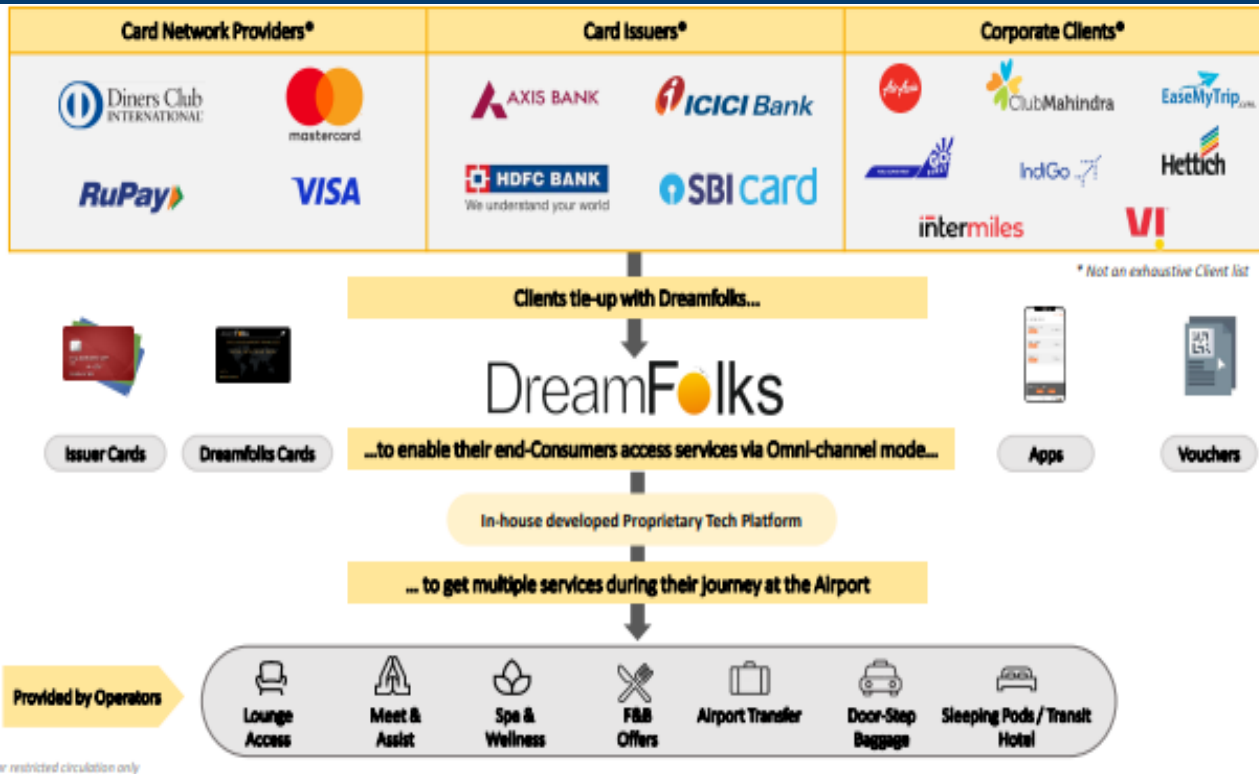 Card Network Providers*
Card Issuers*
Corporate Clients*
Diners Club
INTERNATIONAL
mastercard
RuPay
VISA
AXIS BANK
ICICI Bank
HDFC BANK
We understand your world
SBI card
AirAsia
ClubMahindra
EaseMyTrip.com
GO
IndiGo
Hettich
intermiles
VI
* Not an exhaustive Client list
Clients tie-up with Dreamfolks...
DreamFolks
Issuer Cards
Dreamfolks Cards
...to enable their end-Consumers access services via Omni-channel mode...
Apps
Vouchers
In-house developed Proprietary Tech Platform
... to get multiple services during their journey at the Airport
Provided by Operators
Lounge
Access
Meet &
Assist
Spa &
Wellness
F&B
Offers
Airport Transfer
Door-Step
Baggage
Sleeping Pods / Transit
Hotel
r restricted circulation only